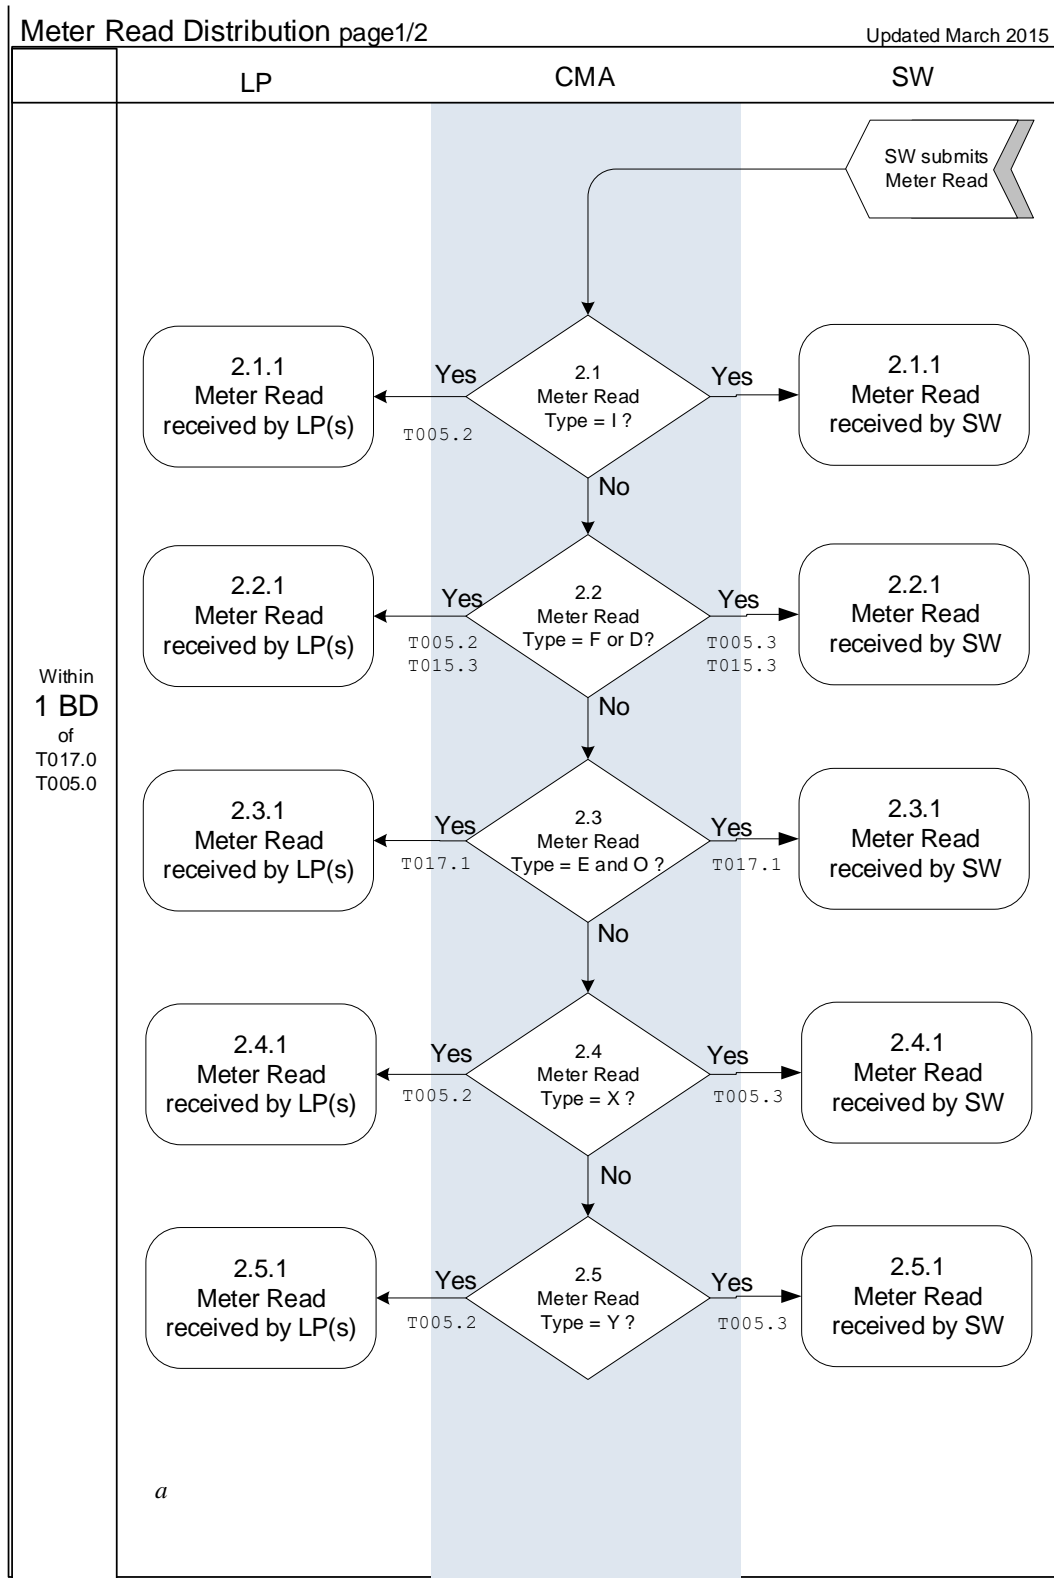 Meter Read Distribution page1/2
Updated March 2015
LP
CMA
SW
SW submits
Meter Read
Within
1 BD
of
T017.0
T005.0
2.1.1
Meter Read
received by LP(s)
Yes
T005.2
2.1
Meter Read
Type = I ?
Yes
2.1.1
Meter Read
received by SW
No
2.2.1
Meter Read
received by LP(s)
Yes
T005.2
T015.3
2.2
Meter Read
Type = F or D?
Yes
T005.3
T015.3
2.2.1
Meter Read
received by SW
No
2.3.1
Meter Read
received by LP(s)
Yes
T017.1
2.3
Meter Read
Type = E and O ?
Yes
T017.1
2.3.1
Meter Read
received by SW
No
2.4.1
Meter Read
received by LP(s)
Yes
T005.2
2.4
Meter Read
Type = X ?
Yes
T005.3
2.4.1
Meter Read
received by SW
No
2.5.1
Meter Read
received by LP(s)
Yes
T005.2
2.5
Meter Read
Type = Y ?
Yes
T005.3
2.5.1
Meter Read
received by SW
a